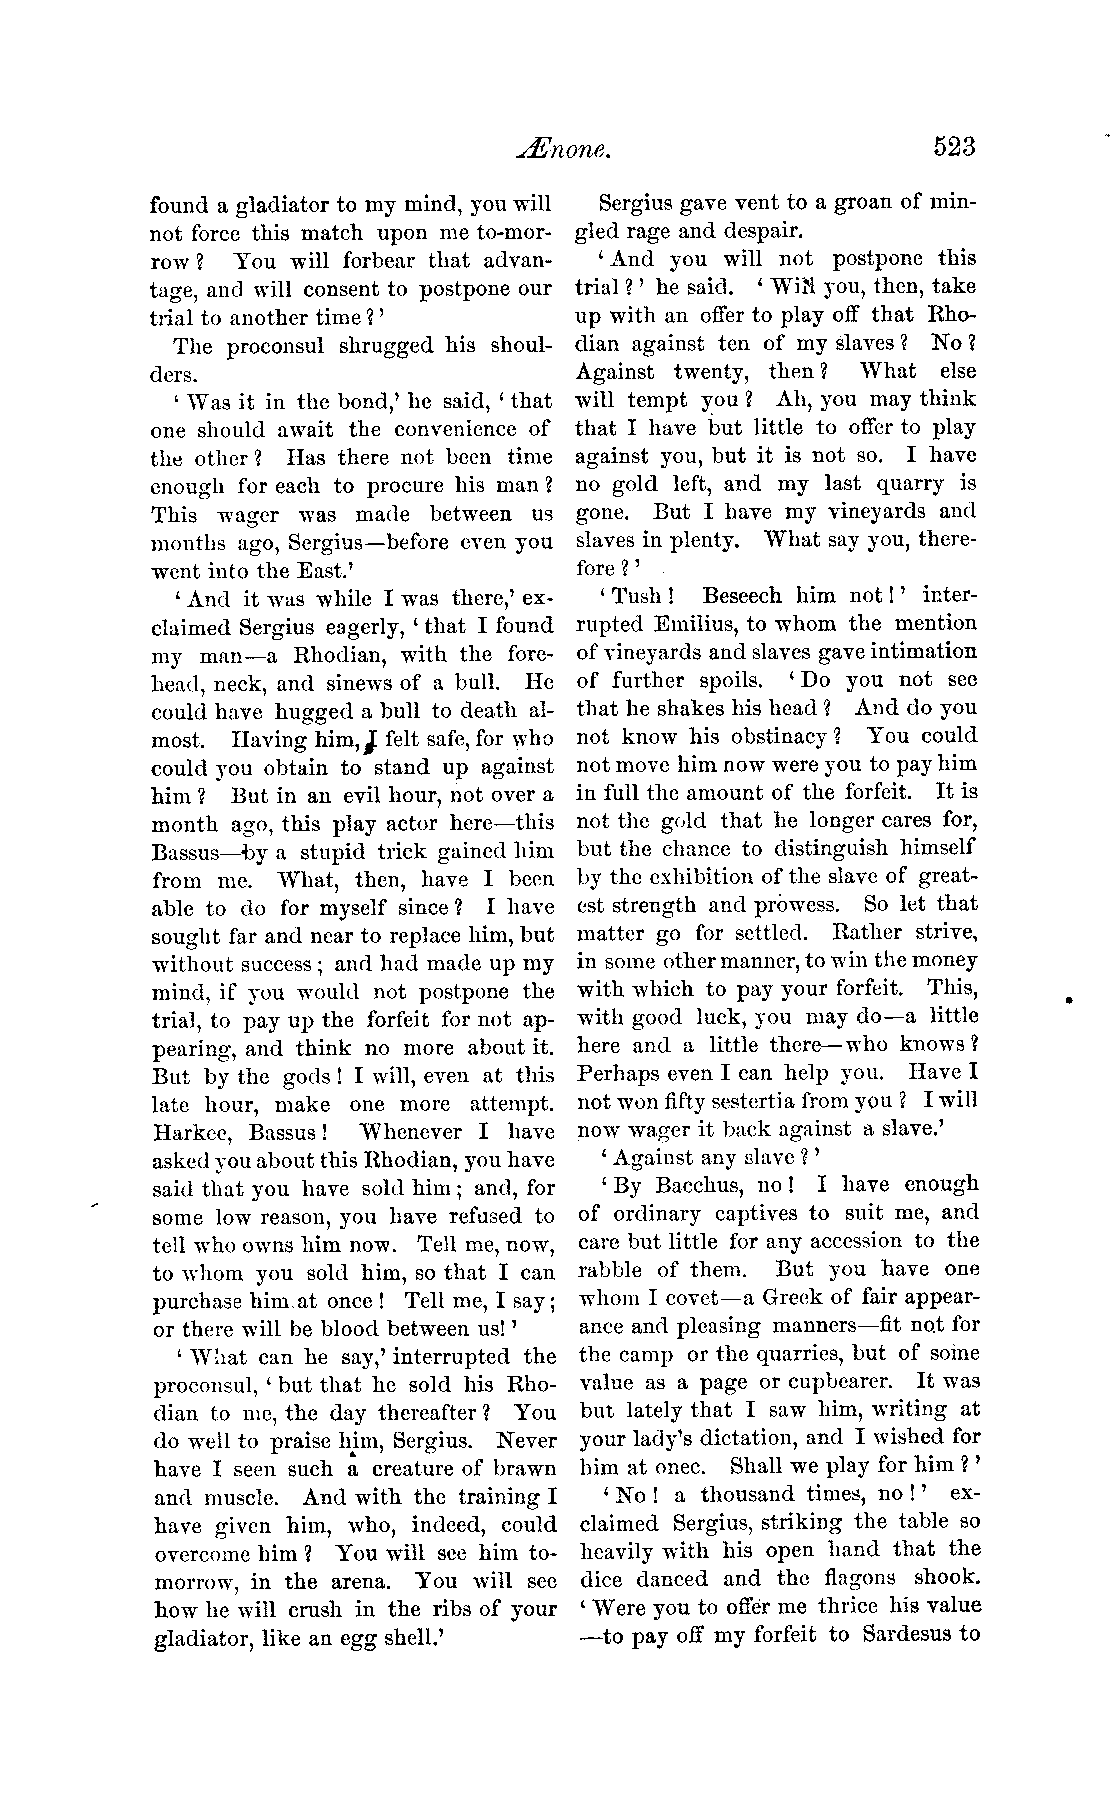 Ænone. 523
found a gladiator to my mind, you will
not force this match upon me to-mor-
row? You will forbear that advan-
tage, and will consent to postpone our
trial to another time?'
The proconsul shrugged his shoul-
ders.
'Was it in the bond,' he said, 'that
one should await the convenience of
the other? Has there not been time
enough for each to procure his man?
This wager was made between us
months ago, Sergius—before even you
went into the East.'
'And it was while I was there,' ex-
claimed Sergius eagerly, 'that I found
my man—a Rhodian, with the fore-
head, neck, and sinews of a bull. He
could have hugged a bull to death al-
most. Having him, I felt safe, for who
could you obtain to stand up against
him? But in an evil hour, not over a
month ago, this play actor here—this
Bassus—by a stupid trick gained him
from me. What, then, have I been
able to do for myself since? I have
sought far and near to replace him, but
without success; and had made up my
mind, if you would not postpone the
trial, to pay up the forfeit for not ap-
pearing, and think no more about it.
But by the gods! I will, even at this
late hour, make one more attempt.
Harkee, Bassus! Whenever I have
asked you about this Rhodian, you have
said that you have sold him; and, for
some low reason, you have refused to
tell who owns him now. Tell me, now,
to whom you sold him, so that I can
purchase him at once! Tell me, I say;
or there will be blood between us!'
'What can he say,' interrupted the
proconsul, 'but that he sold his Rho-
dian to me, the day thereafter? You
do well to praise him, Sergius. Never
have I seen such a creature of brawn
and muscle. And with the training I
have given him, who, indeed, could
overcome him? You will see him to-
morrow, in the arena. You will see
how he will crush in the ribs of your
gladiator, like an egg shell.'
Sergius gave vent to a groan of min-
gled rage and despair.
'And you will not postpone this
trial?' he said. 'Will you, then, take
up with an offer to play off that Rho-
dian against ten of my slaves? No?
Against twenty, then? What else
will tempt you? Ah, you may think
that I have but little to offer to play
against you, but it is not so. I have
no gold left, and my last quarry is
gone. But I have my vineyards and
slaves in plenty. What say you, there-
fore?'
'Tush! Beseech him not!' inter-
rupted Emilius, to whom the mention
of vineyards and slaves gave intimation
of further spoils. 'Do you not see
that he shakes his head? And do you
not know his obstinacy? You could
not move him now were you to pay him
in full the amount of the forfeit. It is
not the gold that he longer cares for,
but the chance to distinguish himself
by the exhibition of the slave of great-
est strength and prowess. So let that
matter go for settled. Rather strive,
in some other manner, to win the money
with which to pay your forfeit. This,
with good luck, you may do—a little
here and a little there—who knows?
Perhaps even I can help you. Have I
not won fifty sestertia from you? I will
now wager it back against a slave.'
'Against any slave?'
'By Bacchus, no! I have enough
of ordinary captives to suit me, and
care but little for any accession to the
rabble of them. But you have one
whom I covet—a Greek of fair appear-
ance and pleasing manners—fit not for
the camp or the quarries, but of some
value as a page or cupbearer. It was
but lately that I saw him, writing at
your lady's dictation, and I wished for
him at once. Shall we play for him?'
'No! a thousand times, no!' ex-
claimed Sergius, striking the table so
heavily with his open hand that the
dice danced and the flagons shook.
'Were you to offer me thrice his value
—to pay off my forfeit to Sardesus to